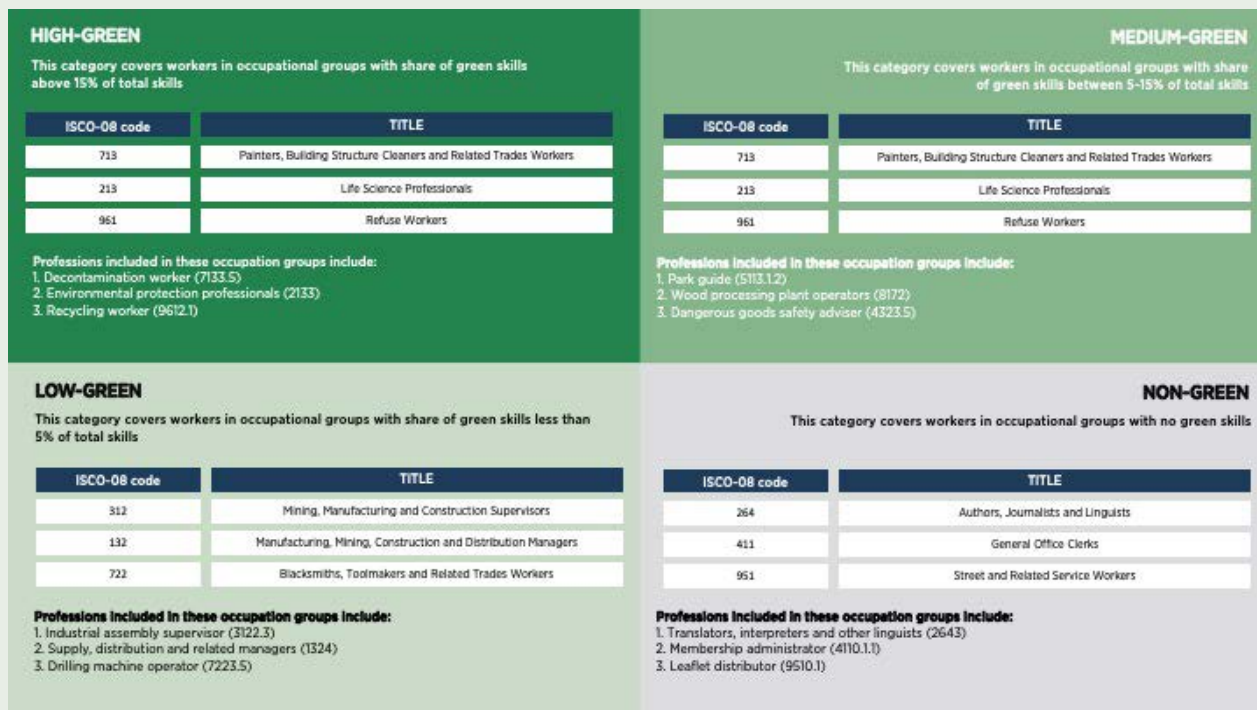 HIGH-GREEN
This category covers workers in occupational groups with share of green skills
above 15% of total skills
ISCO-08 code TITLE
713 Painters, Building Structure Cleaners and Related Trades Workers
213 Life Science Professionals
961 Refuse Workers
Professions included in these occupation groups include:
1. Decontamination worker (7133.5)
2. Environmental protection professionals (2133)
3. Recycling worker (9612.1)
MEDIUM-GREEN
This category covers workers in occupational groups with share
of green skills between 5-15% of total skills
ISCO-08 code TITLE
713 Painters, Building Structure Cleaners and Related Trades Workers
213 Life Science Professionals
961 Refuse Workers
Professions included in these occupation groups include:
1. Park guide (5113.1.2)
2. Wood processing plant operators (8172)
3. Dangerous goods safety adviser (4323.5)
LOW-GREEN
This category covers workers in occupational groups with share of green skills less than
5% of total skills
ISCO-08 code TITLE
312 Mining, Manufacturing and Construction Supervisors
132 Manufacturing, Mining, Construction and Distribution Managers
722 Blacksmiths, Toolmakers and Related Trades Workers
Professions included in these occupation groups include:
1. Industrial assembly supervisor (3122.3)
2. Supply, distribution and related managers (1324)
3. Drilling machine operator (7223.5)
NON-GREEN
This category covers workers in occupational groups with no green skills
ISCO-08 code TITLE
264 Authors, Journalists and Linguists
411 General Office Clerks
951 Street and Related Service Workers
Professions included in these occupation groups include:
1. Translators, interpreters and other linguists (2643)
2. Membership administrator (4110.1.1)
3. Leaflet distributor (9510.1)